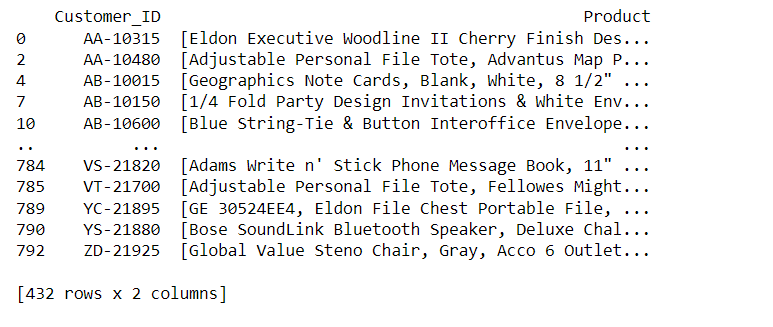 Customer_ID Product
0 AA-10315 [Eldon Executive Woodline II Cherry Finish Des...
2 AA-10480 [Adjustable Personal File Tote, Advantus Map P...
4 AB-10015 [Geographics Note Cards, Blank, White, 8 1/2" ...
7 AB-10150 [1/4 Fold Party Design Invitations & White Env...
10 AB-10600 [Blue String-Tie & Button Interoffice Envelope...
.. ... ...
784 VS-21820 [Adams Write n' Stick Phone Message Book, 11" ...
785 VT-21700 [Adjustable Personal File Tote, Fellowes Might...
789 YC-21895 [GE 30524EE4, Eldon File Chest Portable File, ...
790 YS-21880 [Bose SoundLink Bluetooth Speaker, Deluxe Chal...
792 ZD-21925 [Global Value Steno Chair, Gray, Acco 6 Outlet...
[432 rows x 2 columns]